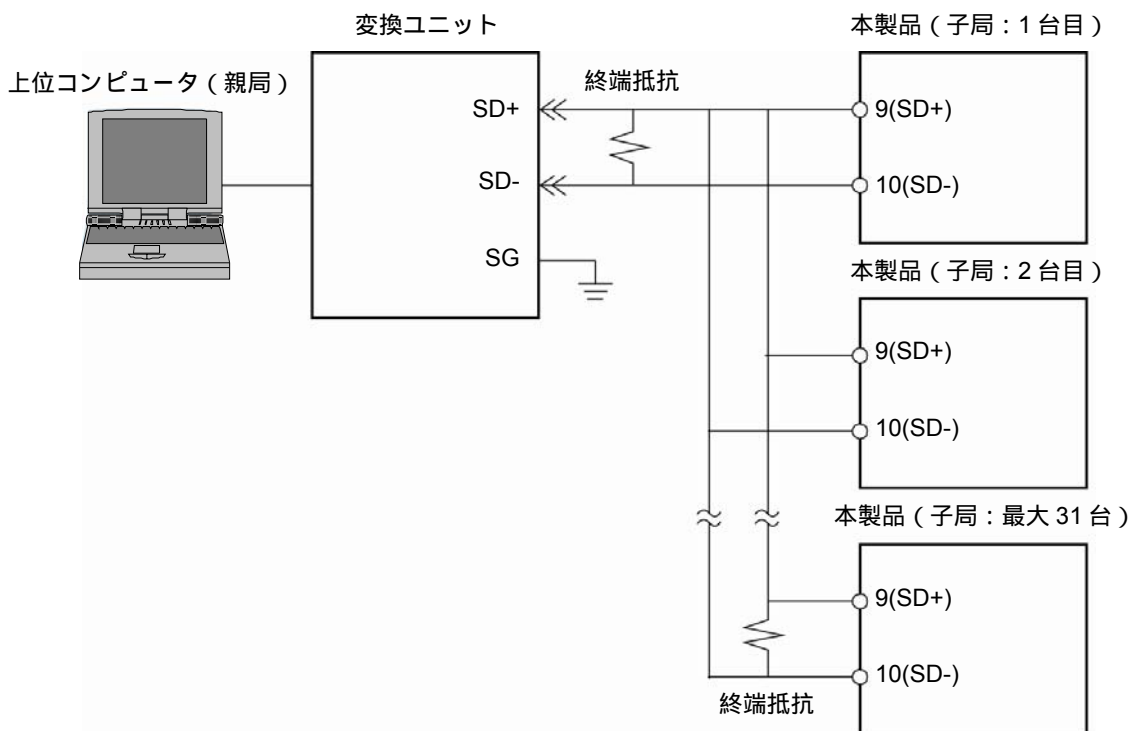 変換ユニット
本製品（子局：1 台目）
上位コンピュータ（親局）
終端抵抗
SD+
9(SD+)
SD-
10(SD-)
SG
本製品（子局：2 台目）
9(SD+)
10(SD-)
本製品（子局：最大 31 台）
9(SD+)
10(SD-)
終端抵抗